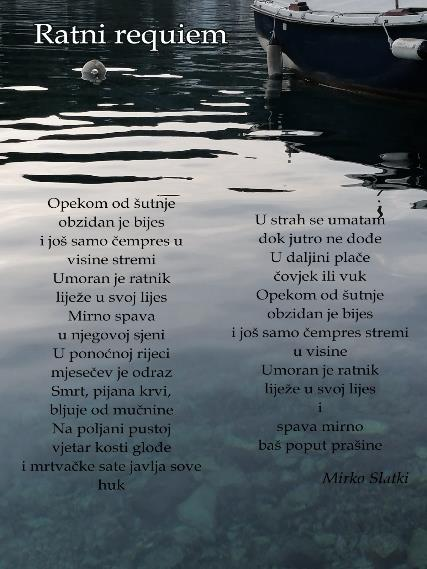 Ratni requiem
Opekom od šutnje
obzidan je bijes
i još samo čempres u
visine stremi
Umoran je ratnik
liježe u svoj lijes
Mirno spava
u njegovoj sjeni
U ponoćnoj rijeci
mjesečev je odraz
Smrt, pijana krvi,
bljuje od mučnine
Na poljani pustoj
vjetar kosti glođe
i mrtvačke sate javlja sove
huk
U strah se umatam
dok jutro ne dođe
U daljini plače
čovjek ili vuk
Opekom od šutnje
obzidan je bijes
i još samo čempres stremi
u visine
Umoran je ratnik
liježe u svoj lijes
i
spava mirno
baš poput prašine
Mirko Slatki